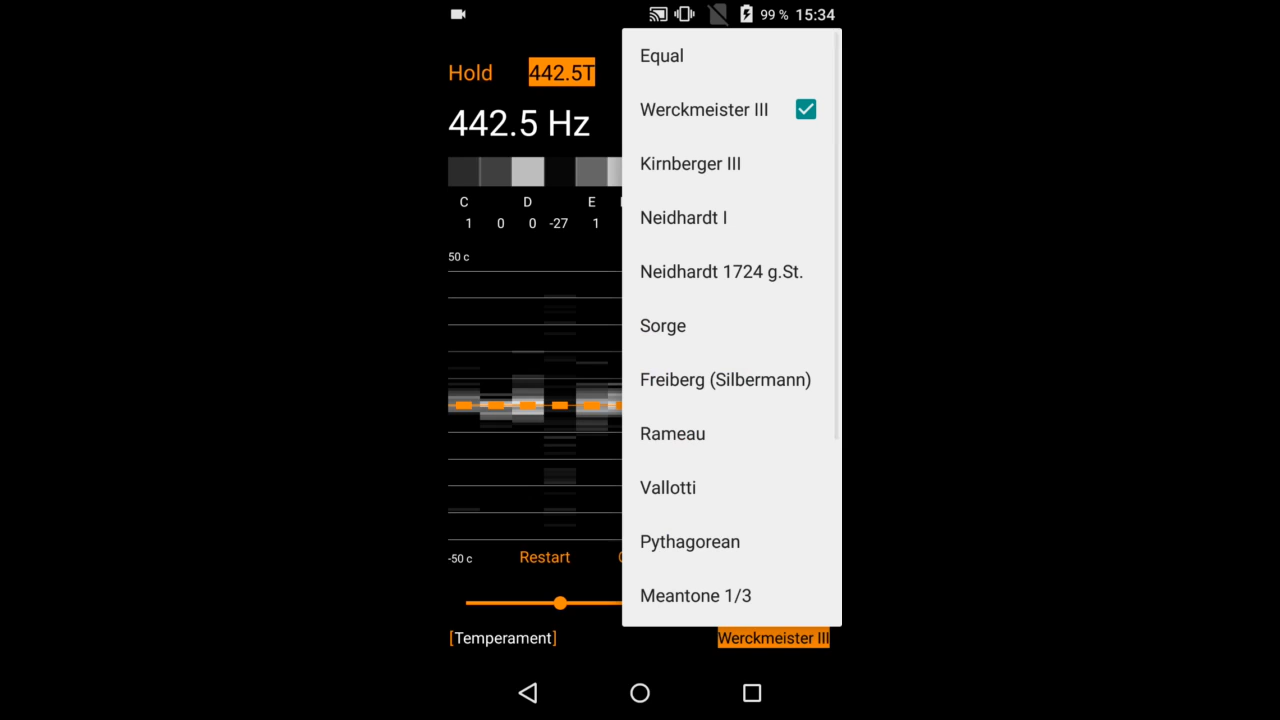 99 % 15:34
Hold 442.5T
442.5 Hz
C D E
1 0 0 -27 1
50 c
-50 c Restart
[Temperament] Werckmeister III
Equal
Werckmeister III
Kirnberger III
Neidhardt I
Neidhardt 1724 g.St.
Sorge
Freiberg (Silbermann)
Rameau
Vallotti
Pythagorean
Meantone 1/3